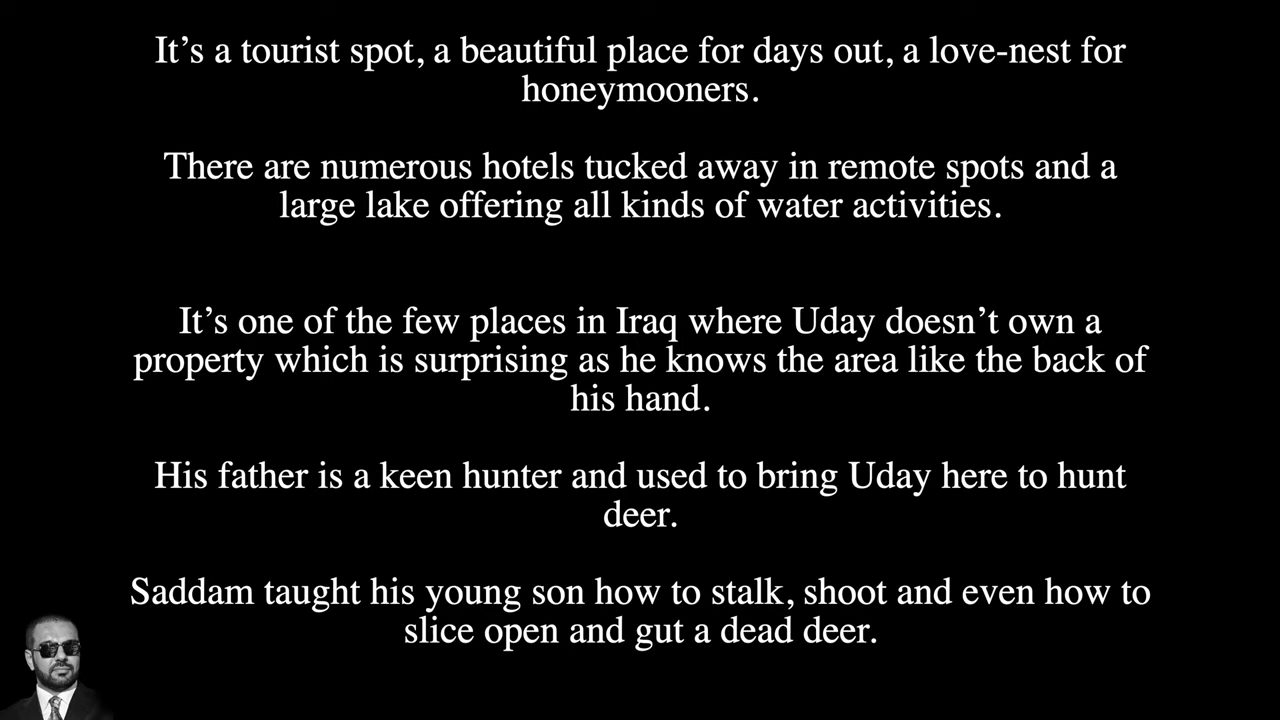 It’s a tourist spot, a beautiful place for days out, a love-nest for
honeymooners.
There are numerous hotels tucked away in remote spots and a
large lake offering all kinds of water activities.
It’s one of the few places in Iraq where Uday doesn’t own a
property which is surprising as he knows the area like the back of
his hand.
His father is a keen hunter and used to bring Uday here to hunt
deer.
Saddam taught his young son how to stalk, shoot and even how to
slice open and gut a dead deer.